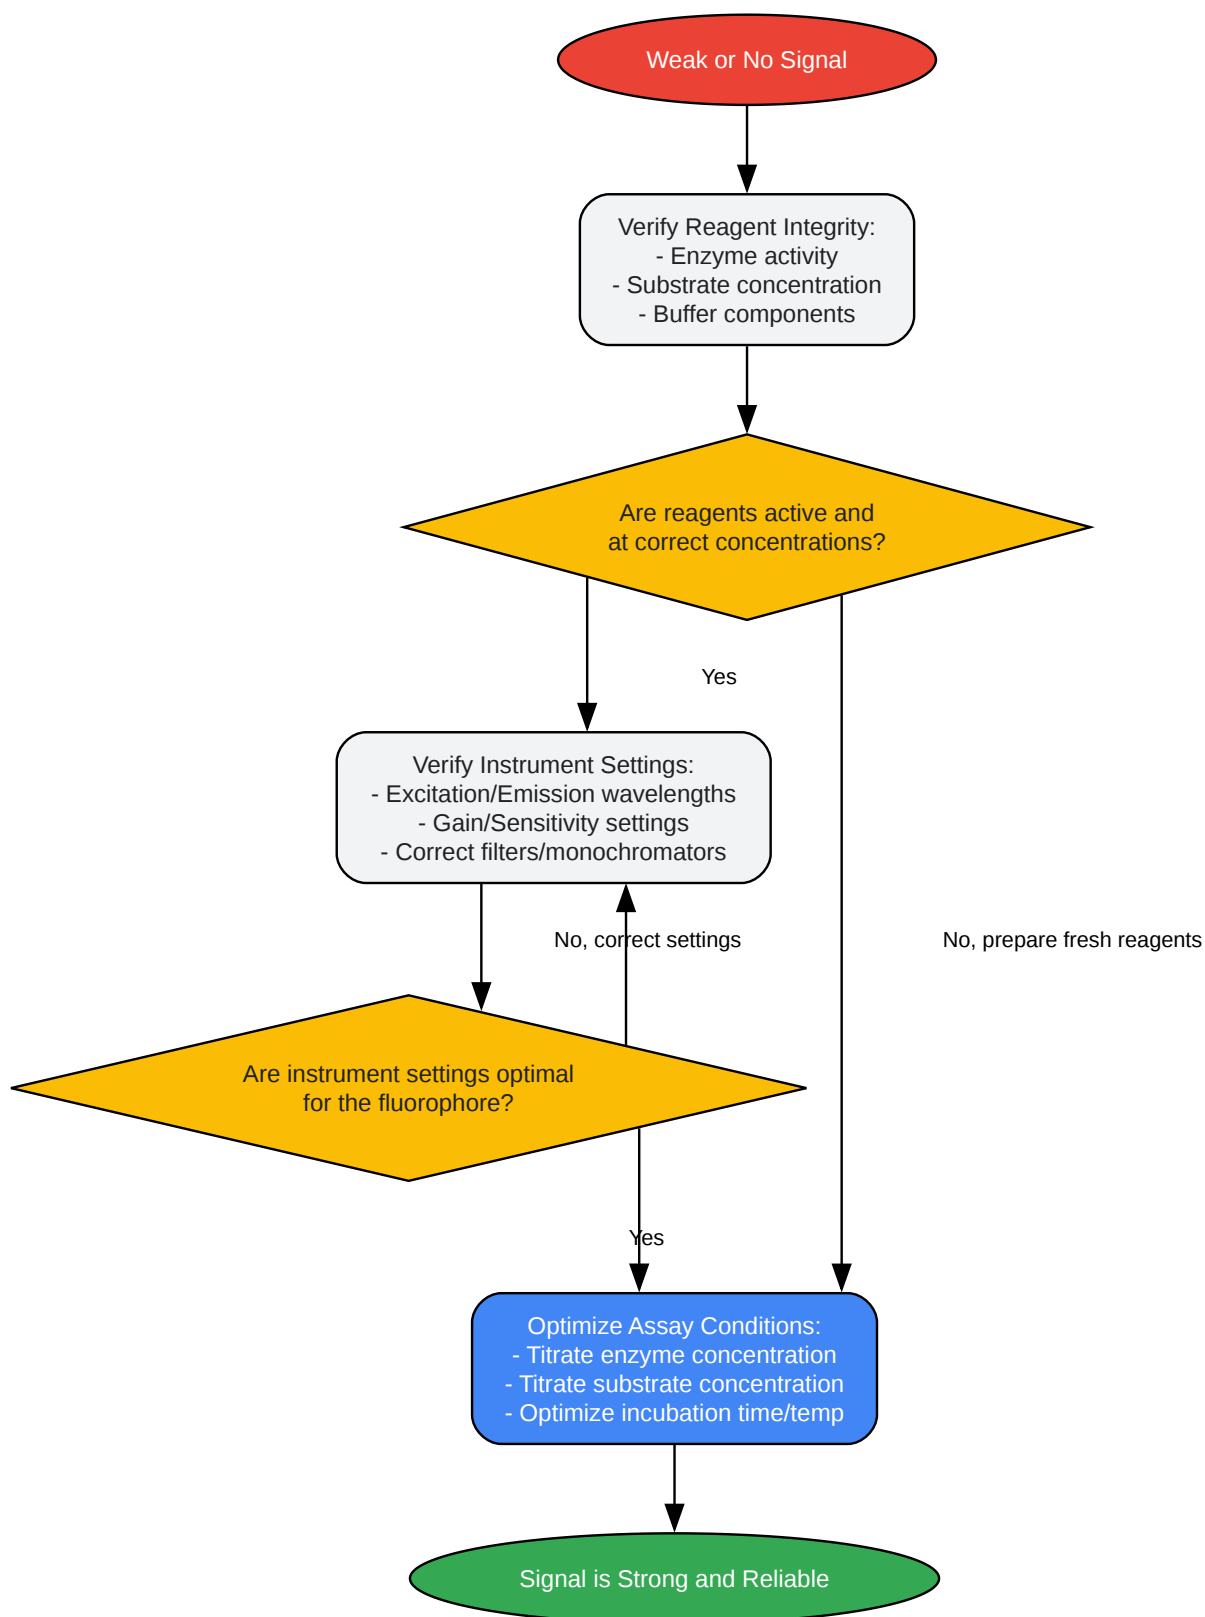 Weak or No Signal
Verify Reagent Integrity:
- Enzyme activity
- Substrate concentration
- Buffer components
Are reagents active and
at correct concentrations?
Yes
Verify Instrument Settings:
- Excitation/Emission wavelengths
- Gain/Sensitivity settings
- Correct filters/monochromators
No, correct settings
No, prepare fresh reagents
Are instrument settings optimal
for the fluorophore?
Yes
Optimize Assay Conditions:
- Titrate enzyme concentration
- Titrate substrate concentration
- Optimize incubation time/temp
Signal is Strong and Reliable